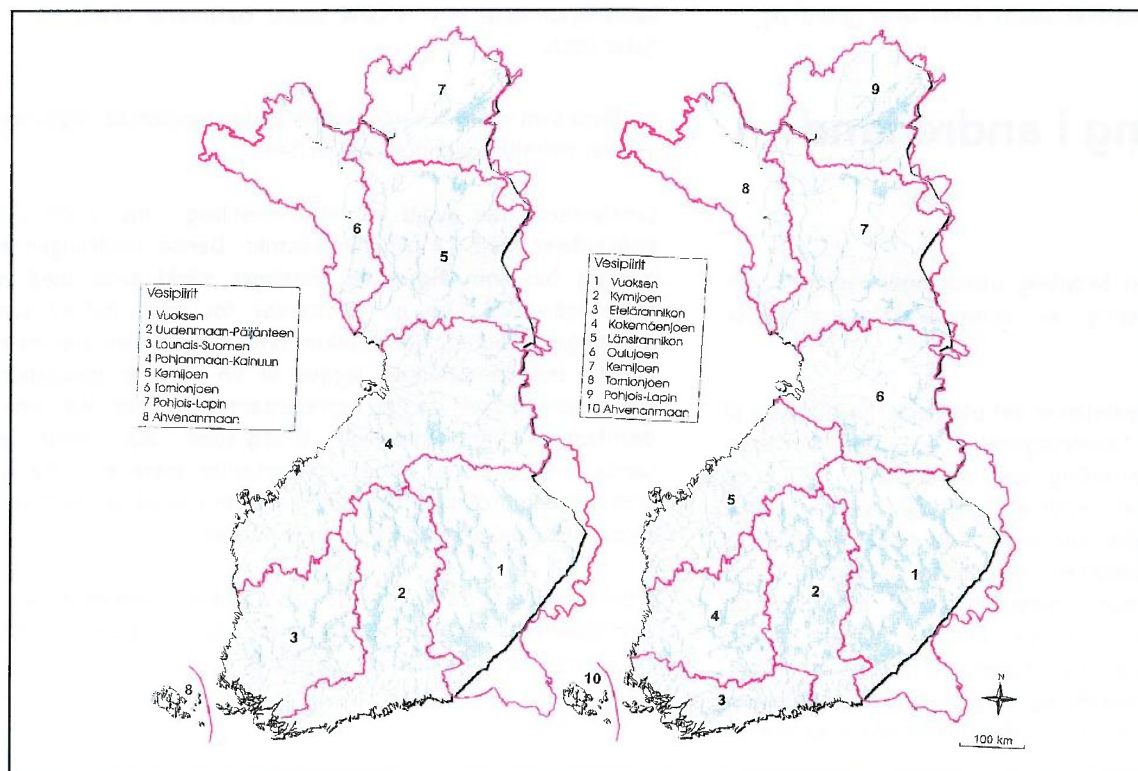 7
6
5
Vesipiirit
1 Vuoksen
2 Uudenmaan-Päijänteen
3 Lounais-Suomen
4 Pohjanmaan-Kainuun
5 Kemijoen
6 Tornionjoen
7 Pohjois-Lapin
8 Ahvenanmaan
4
1
2
3
8
9
8
7
Vesipiirit
1 Vuoksen
2 Kymijoen
3 Etelärannikon
4 Kokemäenjoen
5 Länsirannikon
6 Oulujoen
7 Kemijoen
8 Tornionjoen
9 Pohjois-Lapin
10 Ahvenanmaan
6
5
1
2
4
10
3
N
100 km